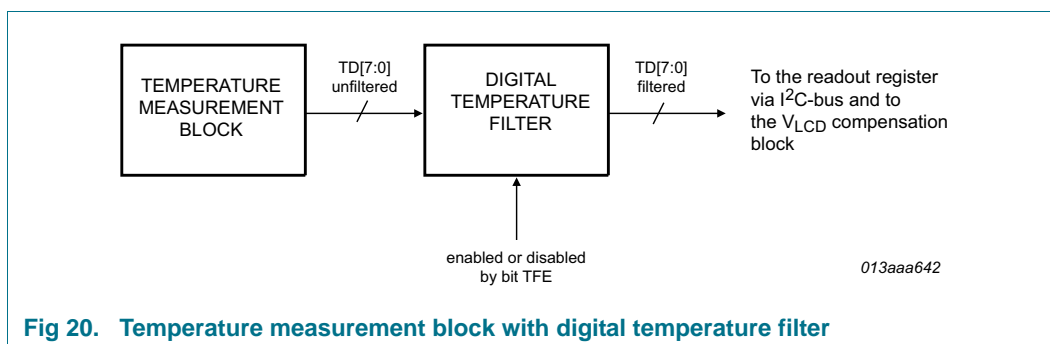 TEMPERATURE
MEASUREMENT
BLOCK
TD[7:0]
unfiltered
DIGITAL
TEMPERATURE
FILTER
TD[7:0]
filtered
To the readout register
via I2C-bus and to
the VLCD compensation
block
enabled or disabled
by bit TFE
013aaa642
Fig 20. Temperature measurement block with digital temperature filter